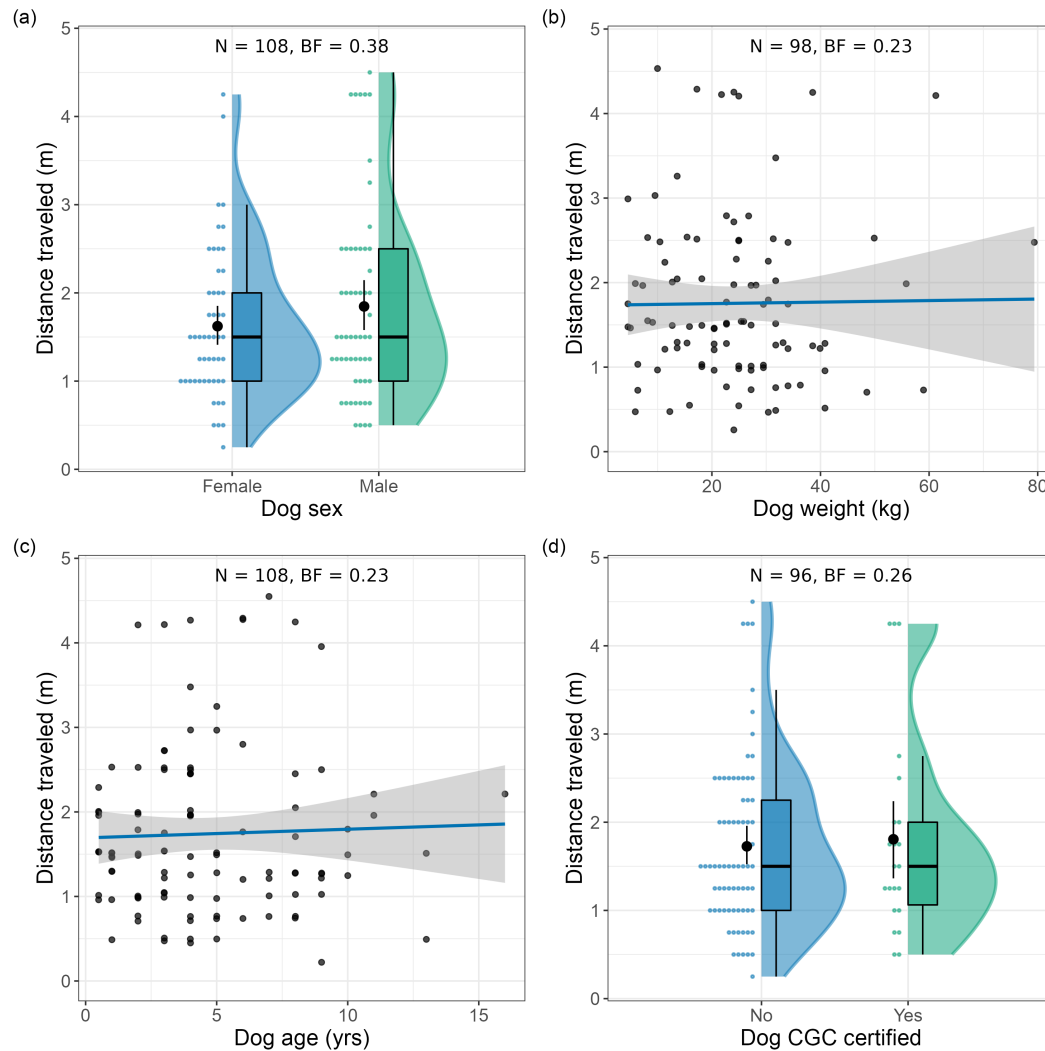 (a)
N = 108, BF = 0.38
Distance traveled (m)
5
4
3
2
1
0
Female
Male
Dog sex
(b)
N = 98, BF = 0.23
Distance traveled (m)
5
4
3
2
1
0
20
40
60
80
Dog weight (kg)
(c)
N = 108, BF = 0.23
Distance traveled (m)
5
4
3
2
1
0
0
5
10
15
Dog age (yrs)
(d)
N = 96, BF = 0.26
Distance traveled (m)
5
4
3
2
1
0
No
Yes
Dog CGC certified